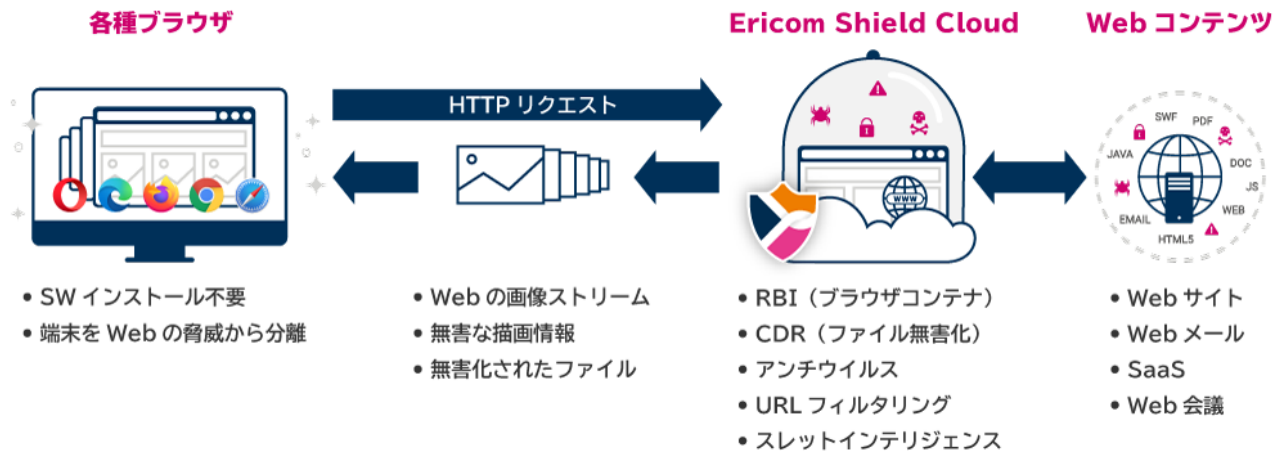 各種ブラウザ
Ericom Shield Cloud
Web コンテンツ
HTTP リクエスト
WWW
SWF
PDF
JAVA
DOC
JS
WEB
EMAIL
HTML5
• SW インストール不要
• 端末を Web の脅威から分離
• Web の画像ストリーム
• 無害な描画情報
• 無害化されたファイル
• RBI（ブラウザコンテナ）
• CDR（ファイル無害化）
• アンチウイルス
• URL フィルタリング
• スレットインテリジェンス
• Web サイト
• Web メール
• SaaS
• Web 会議